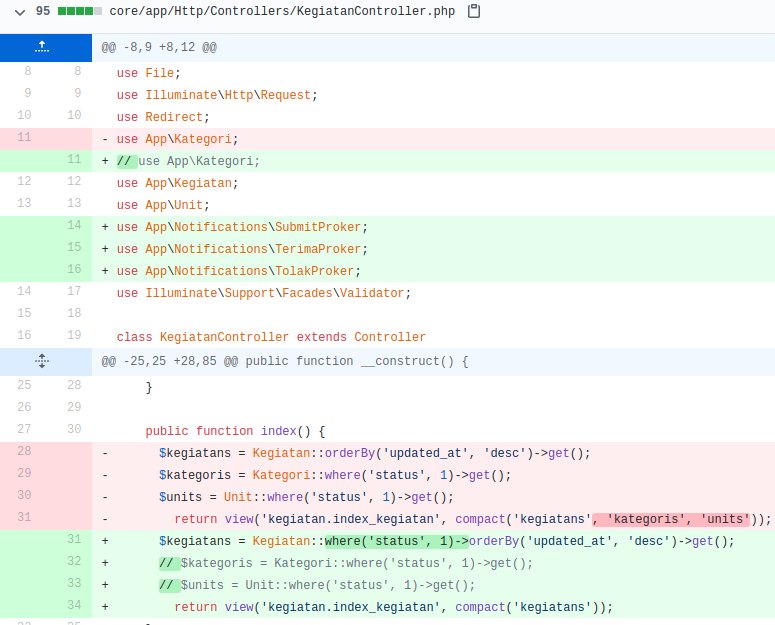 95 core/app/Http/Controllers/KegiatanController.php
@@ -8,9 +8,12 @@
8 8 use File;
9 9 use Illuminate\Http\Request;
10 10 use Redirect;
11 - use App\Kategori;
11 + // use App\Kategori;
12 12 use App\Kegiatan;
13 13 use App\Unit;
14 + use App\Notifications\SubmitProker;
15 + use App\Notifications\TerimaProker;
16 + use App\Notifications\TolakProker;
14 17 use Illuminate\Support\Facades\Validator;
15 18
16 19 class KegiatanController extends Controller
@@ -25,25 +28,85 @@ public function __construct() {
25 28 }
26 29
27 30 public function index() {
28 - $kegiatans = Kegiatan::orderBy('updated_at', 'desc')->get();
29 - $kategoris = Kategori::where('status', 1)->get();
30 - $units = Unit::where('status', 1)->get();
31 - return view('kegiatan.index_kegiatan', compact('kegiatans', 'kategoris', 'units'));
31 + $kegiatans = Kegiatan::where('status', 1)->orderBy('updated_at', 'desc')->get();
32 + // $kategoris = Kategori::where('status', 1)->get();
33 + // $units = Unit::where('status', 1)->get();
34 + return view('kegiatan.index_kegiatan', compact('kegiatans'));